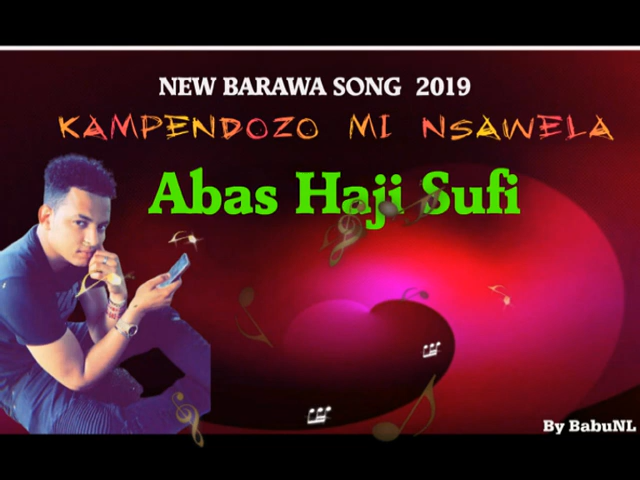 NEW BARAWA SONG 2019
KAMPENDOZO MI NSAWELA
Abas Haji Sufi
By BabuNL